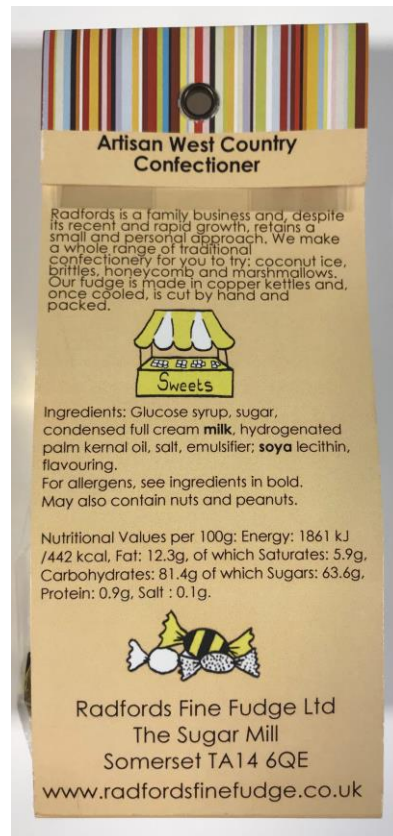 Artisan West Country
Confectioner
Radfords is a family business and, despite
its recent and rapid growth, retains a
small and personal approach. We make
a whole range of traditional
confectionery for you to try: coconut ice,
brittles, honeycomb and marshmallows.
Our fudge is made in copper kettles and,
once cooled, is cut by hand and
packed.
Sweets
Ingredients: Glucose syrup, sugar,
condensed full cream milk, hydrogenated
palm kernal oil, salt, emulsifier; soya lecithin,
flavouring.
For allergens, see ingredients in bold.
May also contain nuts and peanuts.
Nutritional Values per 100g: Energy: 1861 kJ
/442 kcal, Fat: 12.3g, of which Saturates: 5.9g,
Carbohydrates: 81.4g of which Sugars: 63.6g,
Protein: 0.9g, Salt : 0.1g.
Radfords Fine Fudge Ltd
The Sugar Mill
Somerset TA14 6QE
www.radfordsfinefudge.co.uk